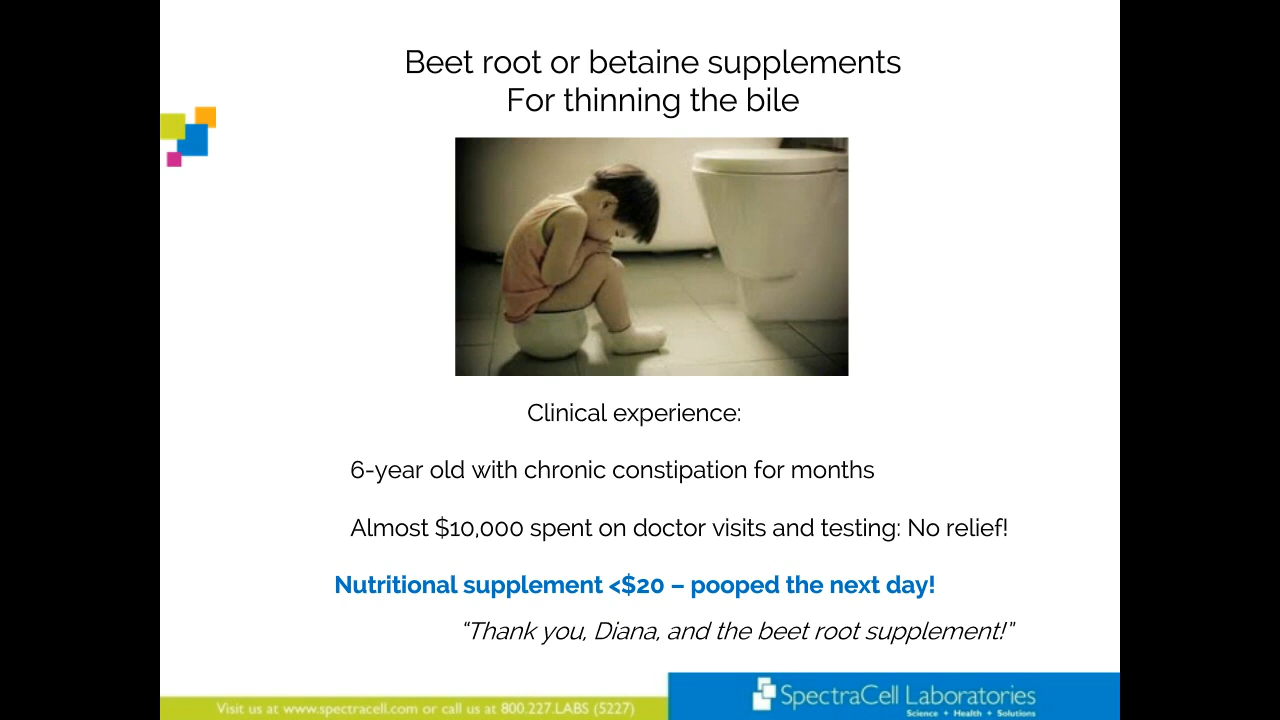 Beet root or betaine supplements
For thinning the bile
Clinical experience:
6-year old with chronic constipation for months
Almost $10,000 spent on doctor visits and testing: No relief!
Nutritional supplement <$20 – pooped the next day!
“Thank you, Diana, and the beet root supplement!”
Visit us at www.spectracell.com or call us at 800.227.LABS (5227)
SpectraCell Laboratories
Science + Health + Solutions